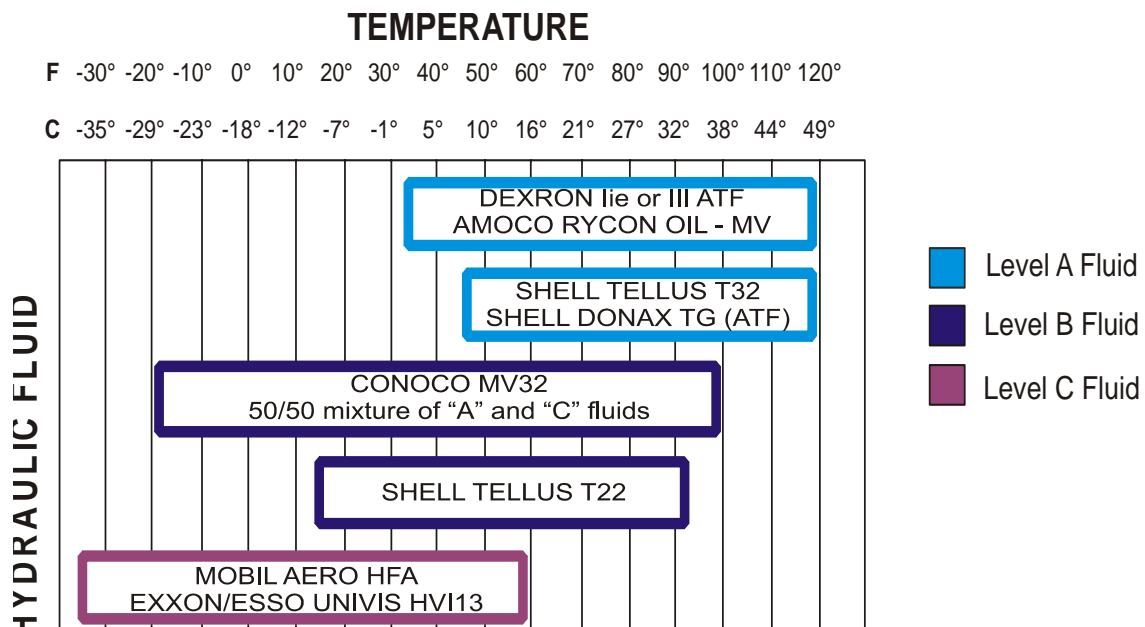 TEMPERATURE
F -30° -20° -10° 0° 10° 20° 30° 40° 50° 60° 70° 80° 90° 100° 110° 120°
C -35° -29° -23° -18° -12° -7° -1° 5° 10° 16° 21° 27° 32° 38° 44° 49°
DEXRON IIe or III ATF
AMOCO RYCON OIL - MV
SHELL TELLUS T32
SHELL DONAX TG (ATF)
CONOCO MV32
50/50 mixture of “A” and “C” fluids
SHELL TELLUS T22
MOBIL AERO HFA
EXXON/ESSO UNIVIS HVI13
HYDRAULIC FLUID
Level A Fluid
Level B Fluid
Level C Fluid